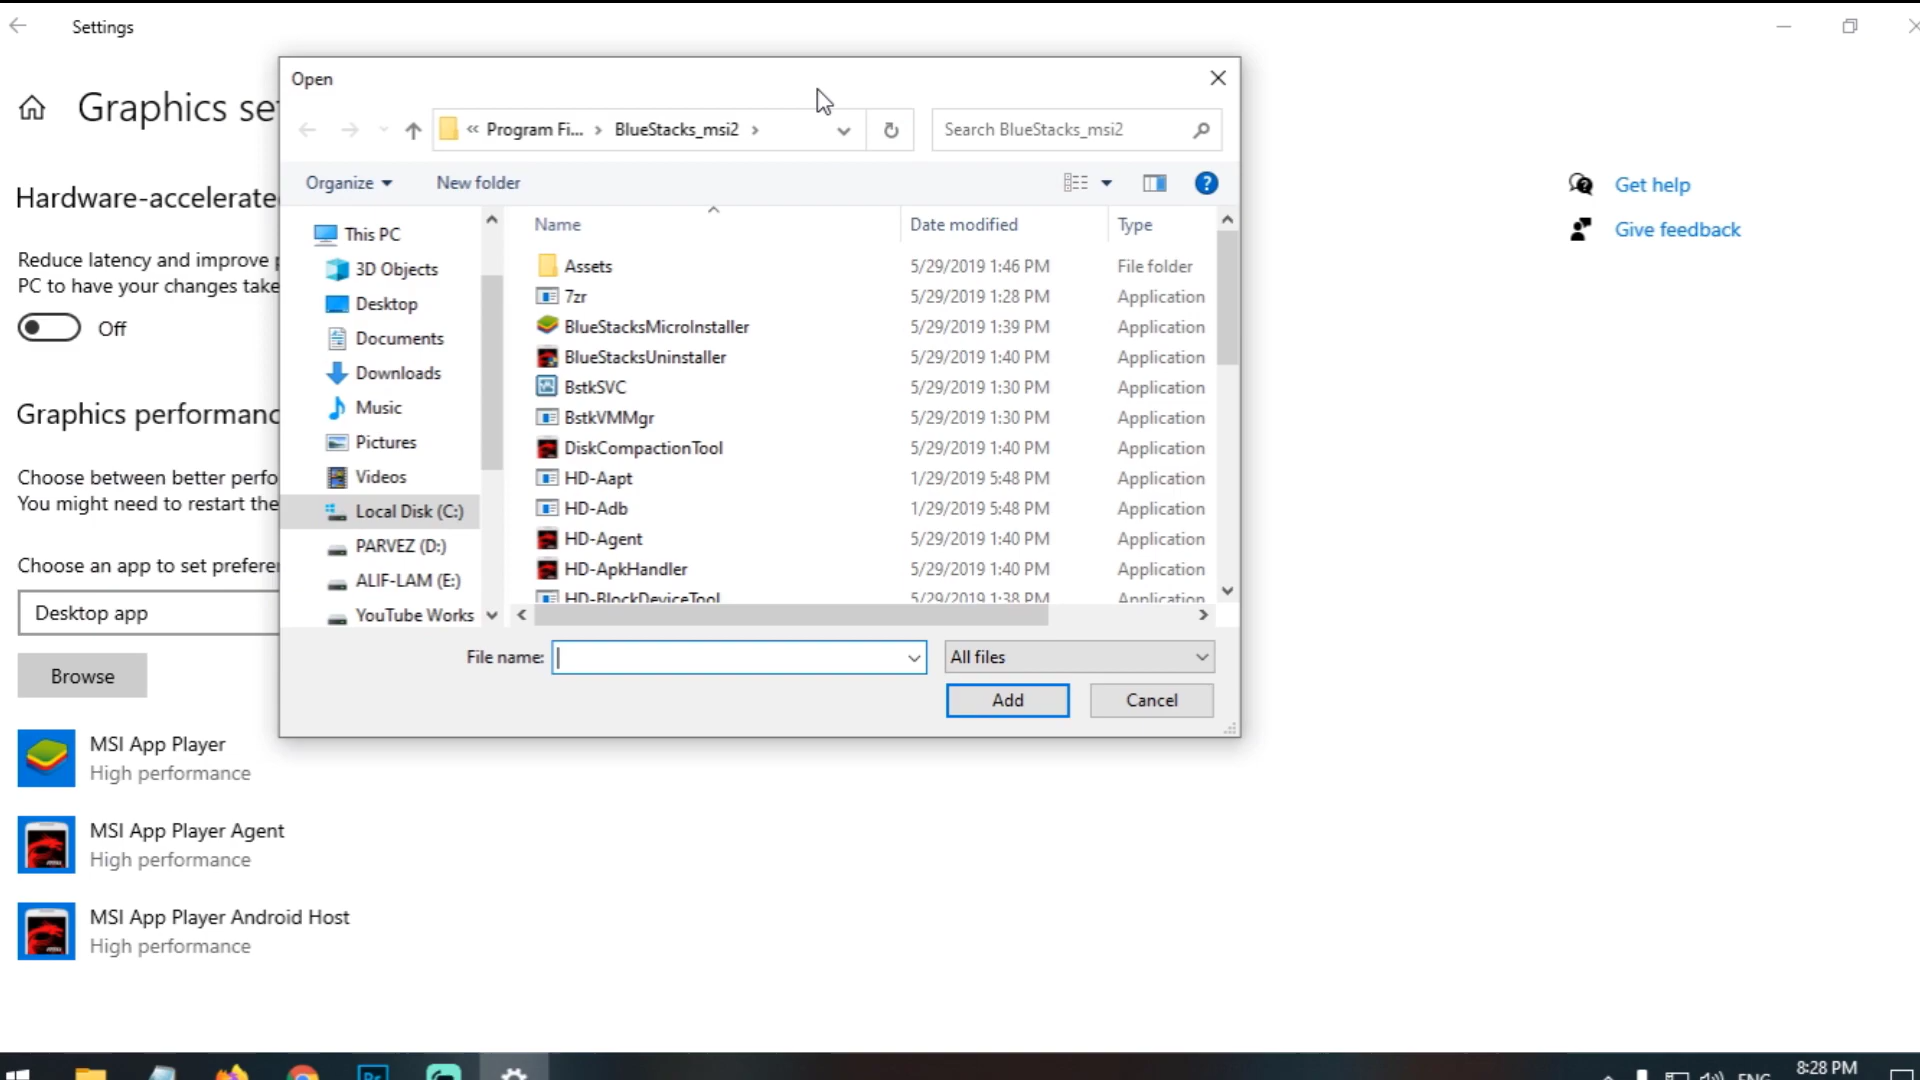 Settings
Graphics se
Hardware-accelerate
Reduce latency and improve
PC to have your changes take
Off
Graphics performanc
Choose between better perfo
You might need to restart the
Choose an app to set prefere
Desktop app
Browse
MSI App Player
High performance
MSI App Player Agent
High performance
MSI App Player Android Host
High performance
Open
« Program Fi... › BlueStacks_msi2 ›
Search BlueStacks_msi2
Organize
New folder
This PC
3D Objects
Desktop
Documents
Downloads
Music
Pictures
Videos
Local Disk (C:)
PARVEZ (D:)
ALIF-LAM (E:)
YouTube Works
Name Date modified Type
Assets 5/29/2019 1:46 PM File folder
7zr 5/29/2019 1:28 PM Application
BlueStacksMicroInstaller 5/29/2019 1:39 PM Application
BlueStacksUninstaller 5/29/2019 1:40 PM Application
BstkSVC 5/29/2019 1:30 PM Application
BstkVMMgr 5/29/2019 1:30 PM Application
DiskCompactionTool 5/29/2019 1:40 PM Application
HD-Aapt 1/29/2019 5:48 PM Application
HD-Adb 1/29/2019 5:48 PM Application
HD-Agent 5/29/2019 1:40 PM Application
HD-ApkHandler 5/29/2019 1:40 PM Application
HD-BlockDeviceTool 5/29/2019 1:38 PM Application
File name:
All files
Add
Cancel
Get help
Give feedback
ENG
8:28 PM